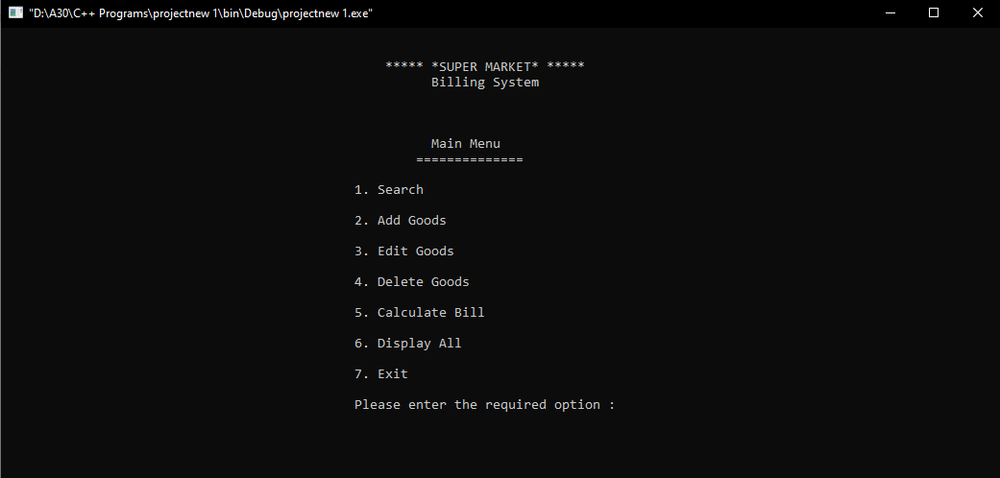 "D:\A30\C++ Programs\projectnew 1\bin\Debug\projectnew 1.exe"
***** *SUPER MARKET* *****
Billing System
Main Menu
==============
1. Search
2. Add Goods
3. Edit Goods
4. Delete Goods
5. Calculate Bill
6. Display All
7. Exit
Please enter the required option :